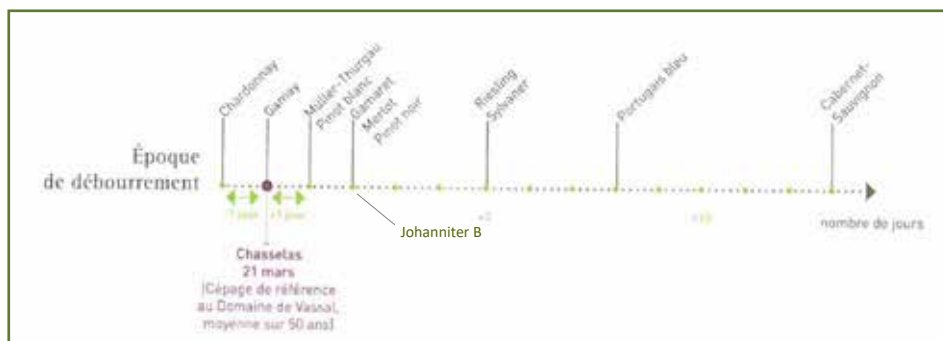 Chardonnay
Gamay
Müller-Thurgau
Pinot blanc
Gamaret
Merlot
Pinot noir
Riesling
Sylvaner
Portugais bleu
Cabernet-
Sauvignon
Époque
de débourrement
nombre de jours
Johanniter B
Chasselas
21 mars
(Cépage de référence
au Domaine de Vassal,
moyenne sur 50 ans)